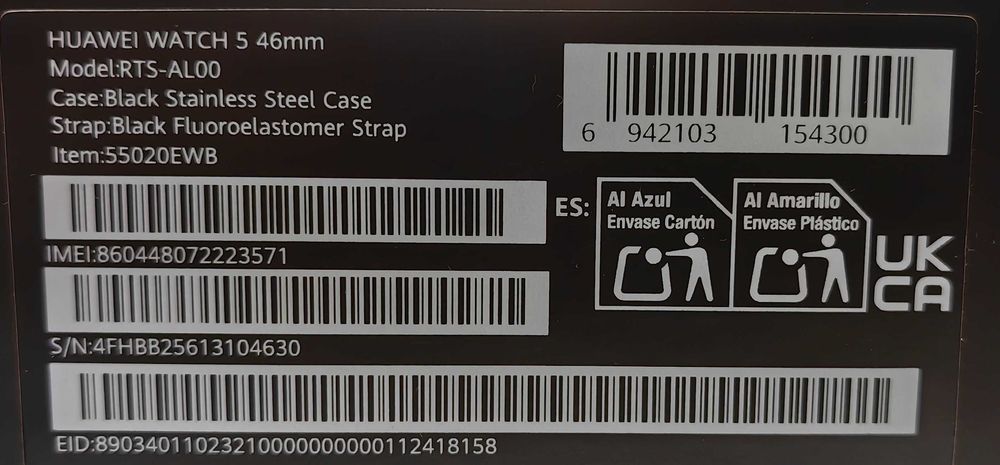 HUAWEI WATCH 5 46mm
Model:RTS-AL00
Case:Black Stainless Steel Case
Strap:Black Fluoroelastomer Strap
Item:55020EWB
6 942103 154300
IMEI:860448072223571
S/N:4FHBB25613104630
EID:89034011023210000000000112418158
ES:
Al Azul
Envase Cartón
Al Amarillo
Envase Plástico
UK
CA